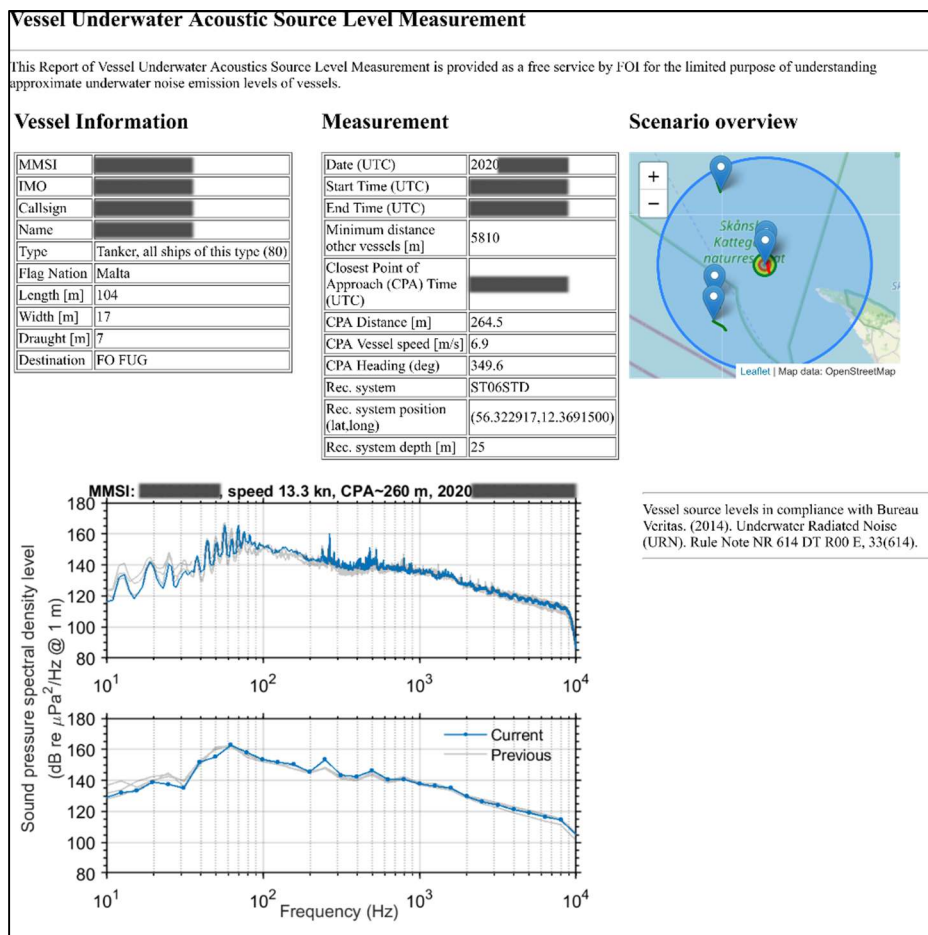 Vessel Underwater Acoustic Source Level Measurement
This Report of Vessel Underwater Acoustics Source Level Measurement is provided as a free service by FOI for the limited purpose of understanding
approximate underwater noise emission levels of vessels.
Vessel Information
MMSI
IMO
Callsign
Name
Type Tanker, all ships of this type (80)
Flag Nation Malta
Length [m] 104
Width [m] 17
Draught [m] 7
Destination FO FUG
Measurement
Date (UTC) 2020
Start Time (UTC)
End Time (UTC)
Minimum distance
other vessels [m] 5810
Closest Point of
Approach (CPA) Time
(UTC)
CPA Distance [m] 264.5
CPA Vessel speed [m/s] 6.9
CPA Heading (deg) 349.6
Rec. system ST06STD
Rec. system position
(lat,long) (56.322917,12.3691500)
Rec. system depth [m] 25
Scenario overview
+
−
Skånsk
Katteg
naturres at
Leaflet | Map data: OpenStreetMap
MMSI: , speed 13.3 kn, CPA~260 m, 2020
180
160
140
120
100
80
10^1 10^2 10^3 10^4
Sound pressure spectral density level
(dB re μPa^2/Hz @ 1 m)
180
160
140
120
100
80
Current
Previous
10^1 10^2 10^3 10^4
Frequency (Hz)
Vessel source levels in compliance with Bureau
Veritas. (2014). Underwater Radiated Noise
(URN). Rule Note NR 614 DT R00 E, 33(614).